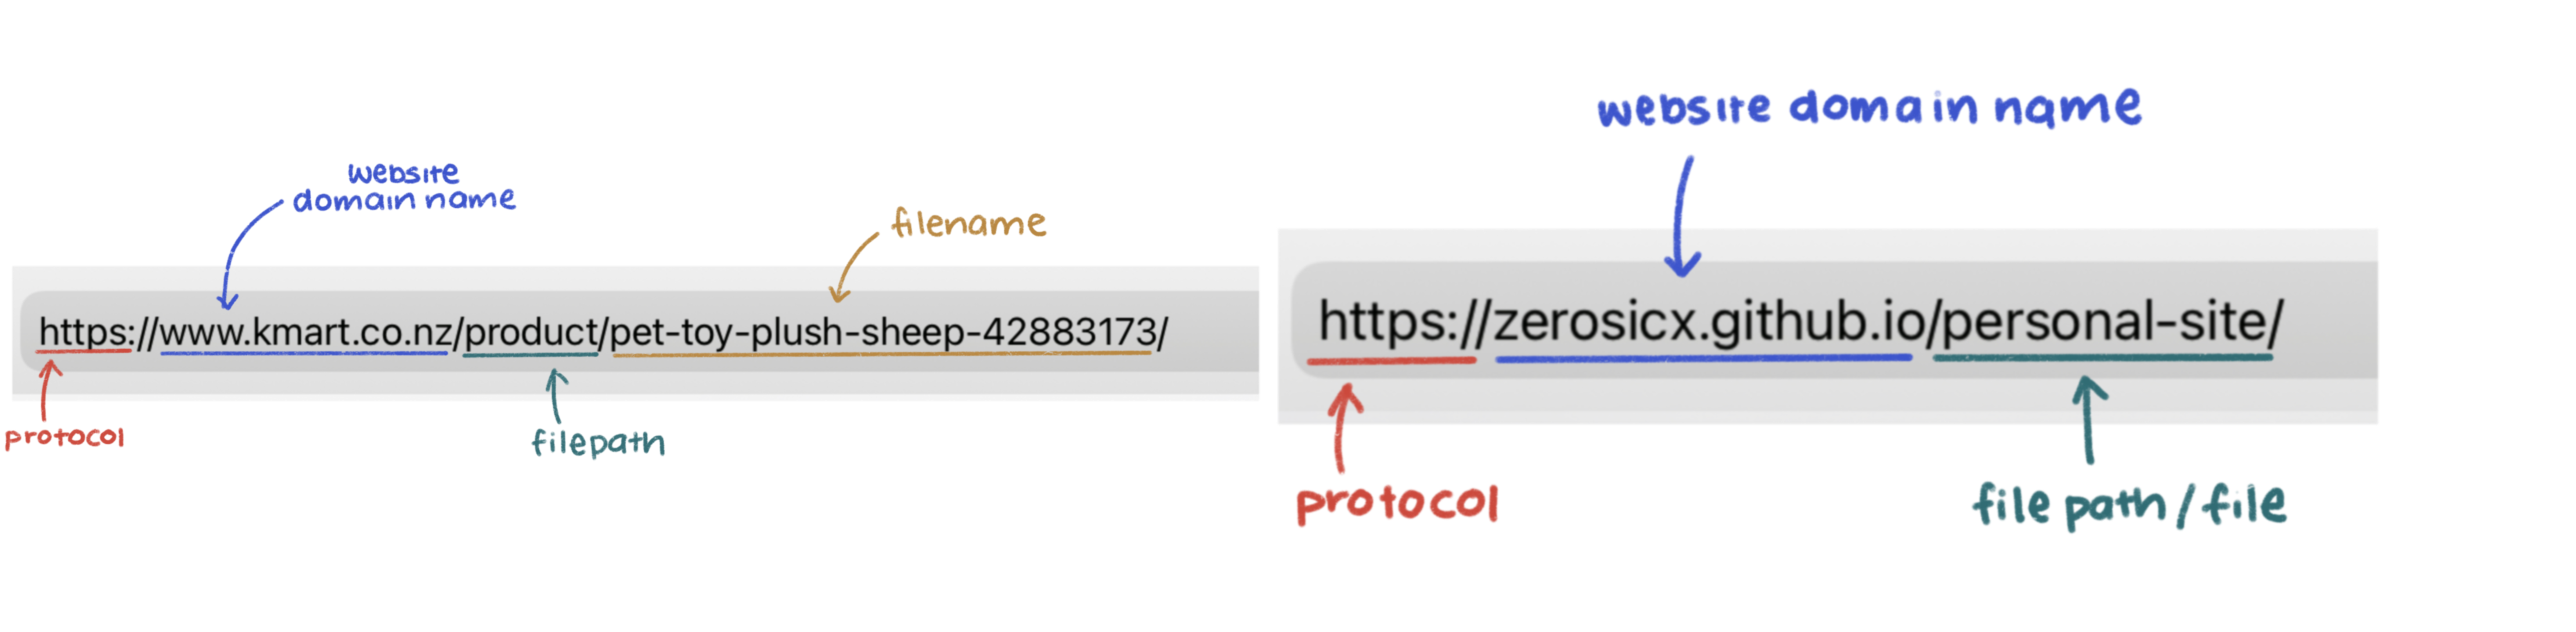 website
domain name
filename
https://www.kmart.co.nz/product/pet-toy-plush-sheep-42883173/
protocol
filepath
website domain name
https://zerosicx.github.io/personal-site/
protocol
file path/file